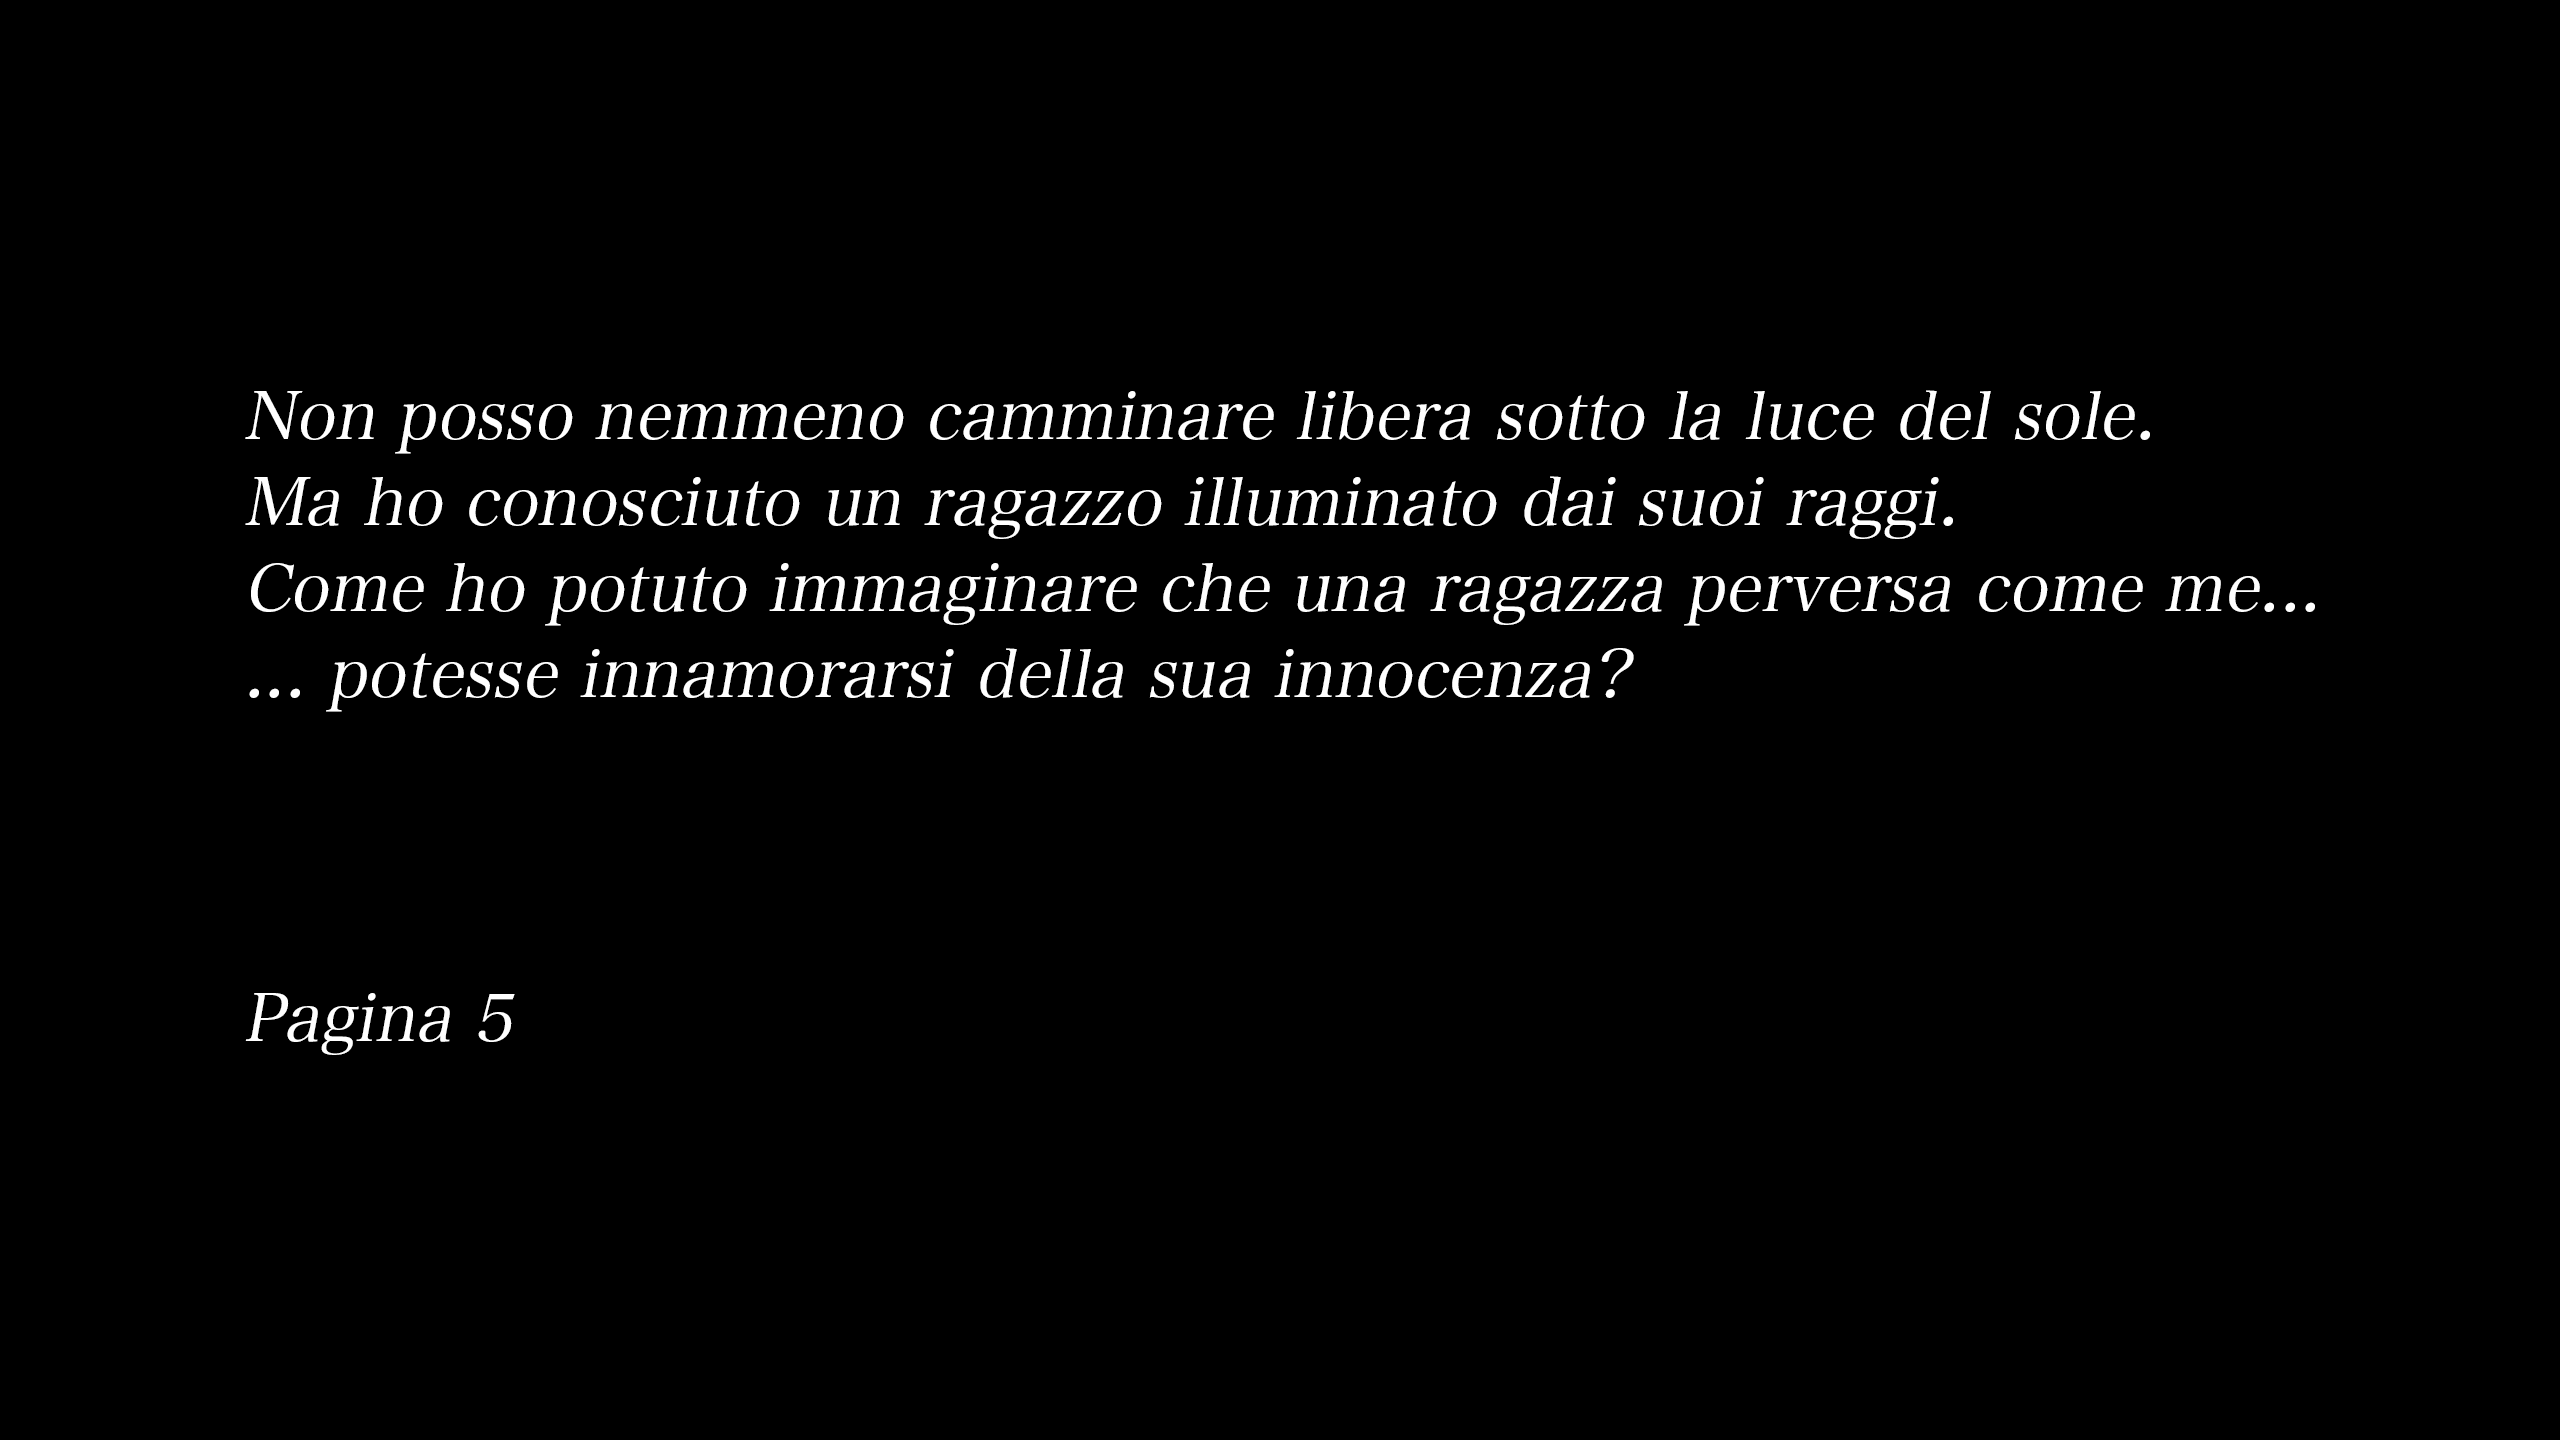 Non posso nemmeno camminare libera sotto la luce del sole.
Ma ho conosciuto un ragazzo illuminato dai suoi raggi.
Come ho potuto immaginare che una ragazza perversa come me...
... potesse innamorarsi della sua innocenza?
Pagina 5